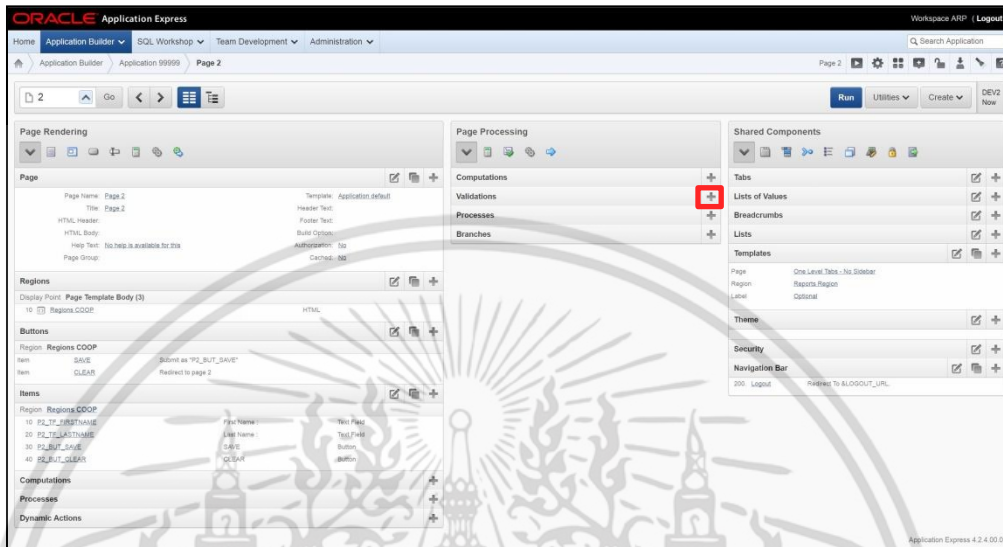 ORACLE Application Express
Workspace ARP ( Logout
Home Application Builder SQL Workshop Team Development Administration
Search Application
Application Builder Application 99999 Page 2
Page 2
2 Go
Run Utilities Create DEV2
Now
Page Rendering
Page
Page Name: Page 2 Template: Application default
Title: Page 2 Header Text:
HTML Header: Footer Text:
HTML Body: Build Option:
Help Text: No help is available for this Authorization: No
Page Group: Cached: No
Regions
Display Point Page Template Body (3)
10 Regions COOP HTML
Buttons
Region Regions COOP
Item SAVE Submit as "P2_BUT_SAVE"
Item CLEAR Redirect to page 2
Items
Region Regions COOP
10 P2_TF_FIRSTNAME First Name : Text Field
20 P2_TF_LASTNAME Last Name : Text Field
30 P2_BUT_SAVE SAVE Button
40 P2_BUT_CLEAR CLEAR Button
Computations
Processes
Dynamic Actions
Page Processing
Computations
Validations
Processes
Branches
Shared Components
Tabs
Lists of Values
Breadcrumbs
Lists
Templates
Page One Level Tabs - No Sidebar
Region Reports Region
Label Optional
Theme
Security
Navigation Bar
200 Logout Redirect To &LOGOUT_URL.
Application Express 4.2.4.00.0